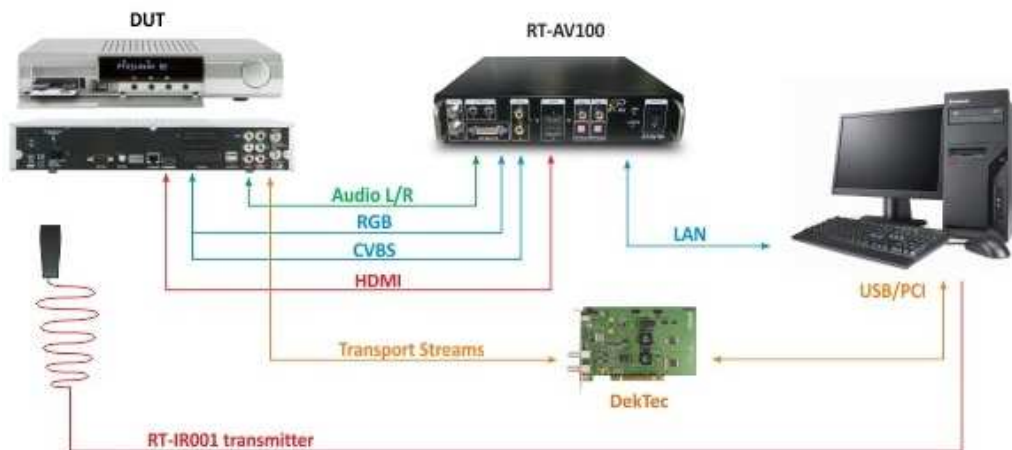 DUT
RT-AV100
Audio L/R
RGB
CVBS
HDMI
LAN
USB/PCI
Transport Streams
DekTec
RT-IR001 transmitter